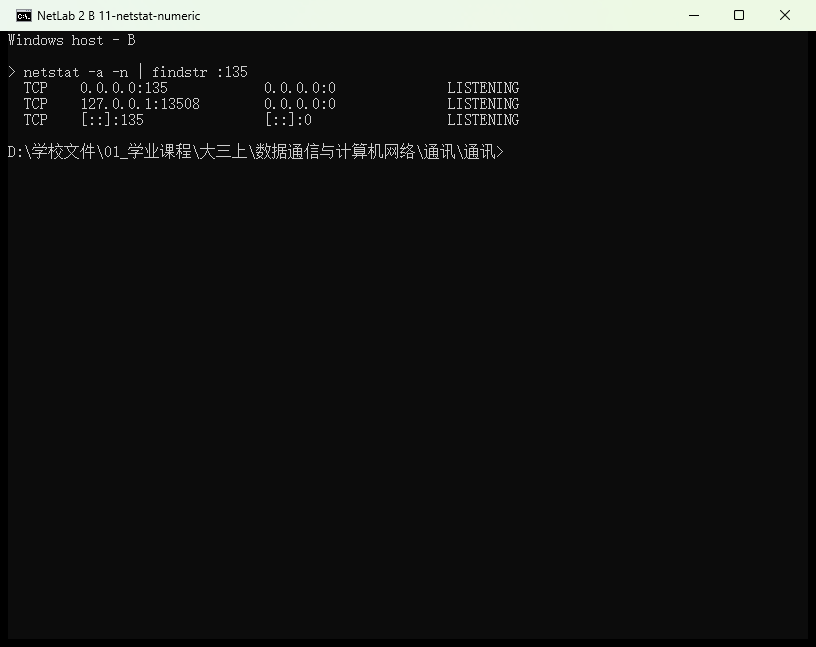 NetLab 2 B 11-netstat-numeric
Windows host - B
> netstat -a -n | findstr :135
TCP 0.0.0.0:135 0.0.0.0:0 LISTENING
TCP 127.0.0.1:13508 0.0.0.0:0 LISTENING
TCP [::]:135 [::]:0 LISTENING
D:\学校文件\01_学业课程\大三上\数据通信与计算机网络\通讯\通讯>